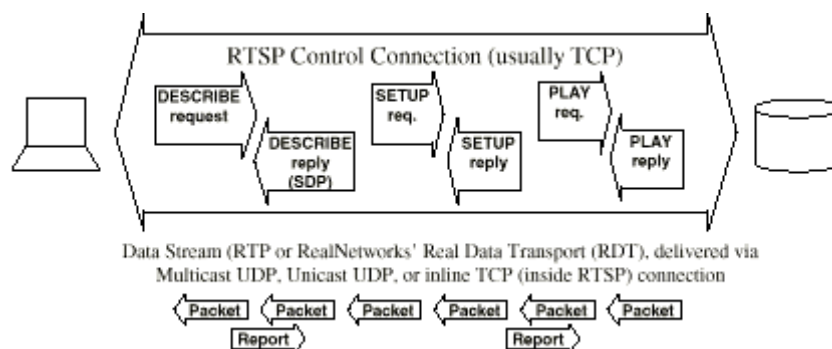 RTSP Control Connection (usually TCP)
DESCRIBE
request
DESCRIBE
reply
(SDP)
SETUP
req.
SETUP
reply
PLAY
req.
PLAY
reply
Data Stream (RTP or RealNetworks' Real Data Transport (RDT), delivered via
Multicast UDP, Unicast UDP, or inline TCP (inside RTSP) connection
Packet Packet Packet Packet Packet Packet
Report Report